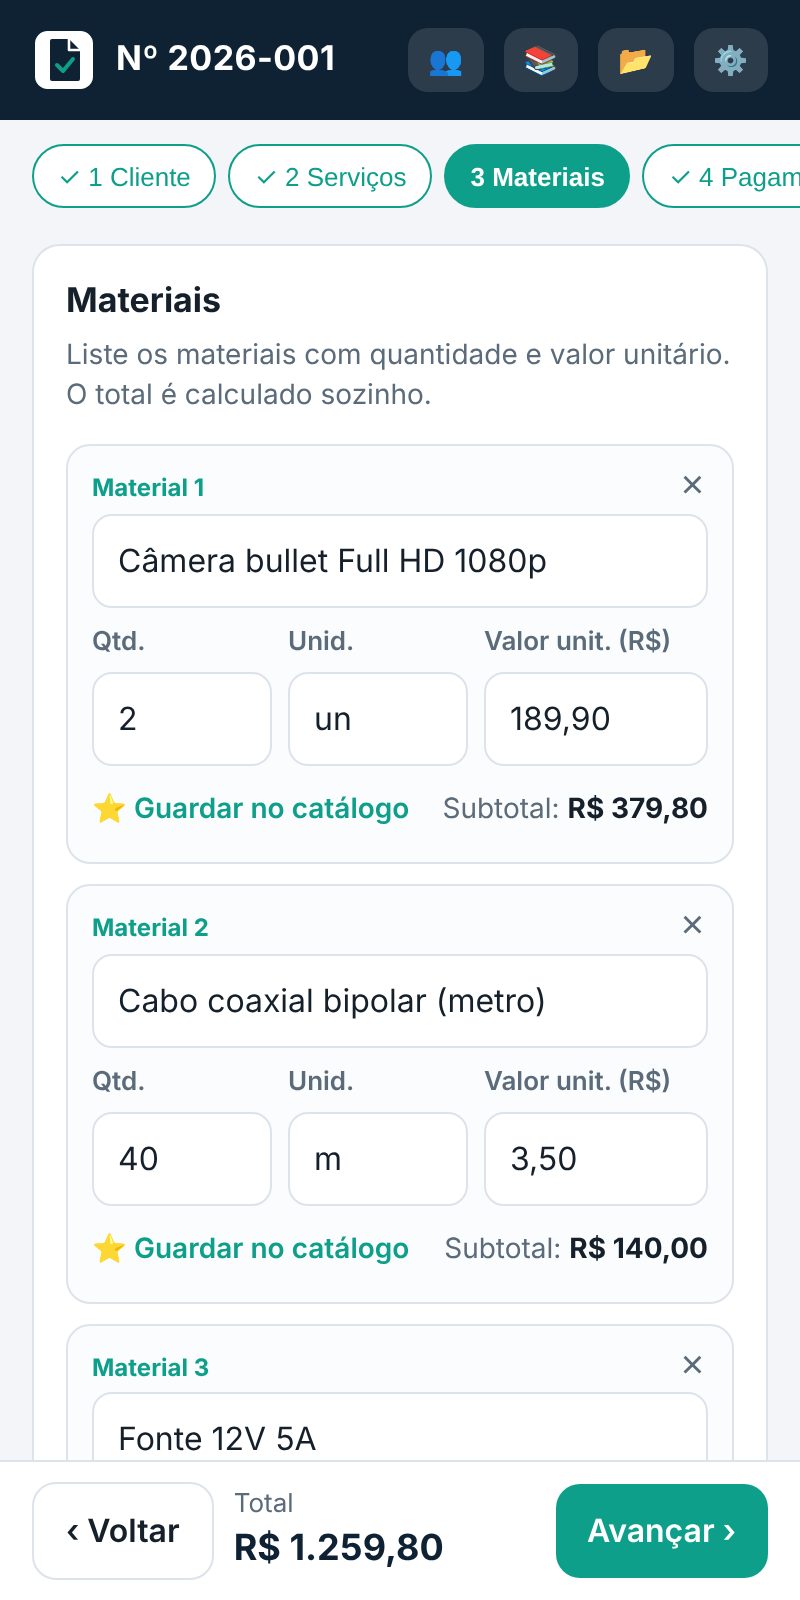 Nº 2026-001
✓ 1 Cliente
✓ 2 Serviços
3 Materiais
✓ 4 Pagam
Materiais
Liste os materiais com quantidade e valor unitário.
O total é calculado sozinho.
Material 1 ✕
Câmera bullet Full HD 1080p
Qtd. Unid. Valor unit. (R$)
2 un 189,90
⭐ Guardar no catálogo Subtotal: R$ 379,80
Material 2 ✕
Cabo coaxial bipolar (metro)
Qtd. Unid. Valor unit. (R$)
40 m 3,50
⭐ Guardar no catálogo Subtotal: R$ 140,00
Material 3 ✕
Fonte 12V 5A
‹ Voltar
Total
R$ 1.259,80
Avançar ›